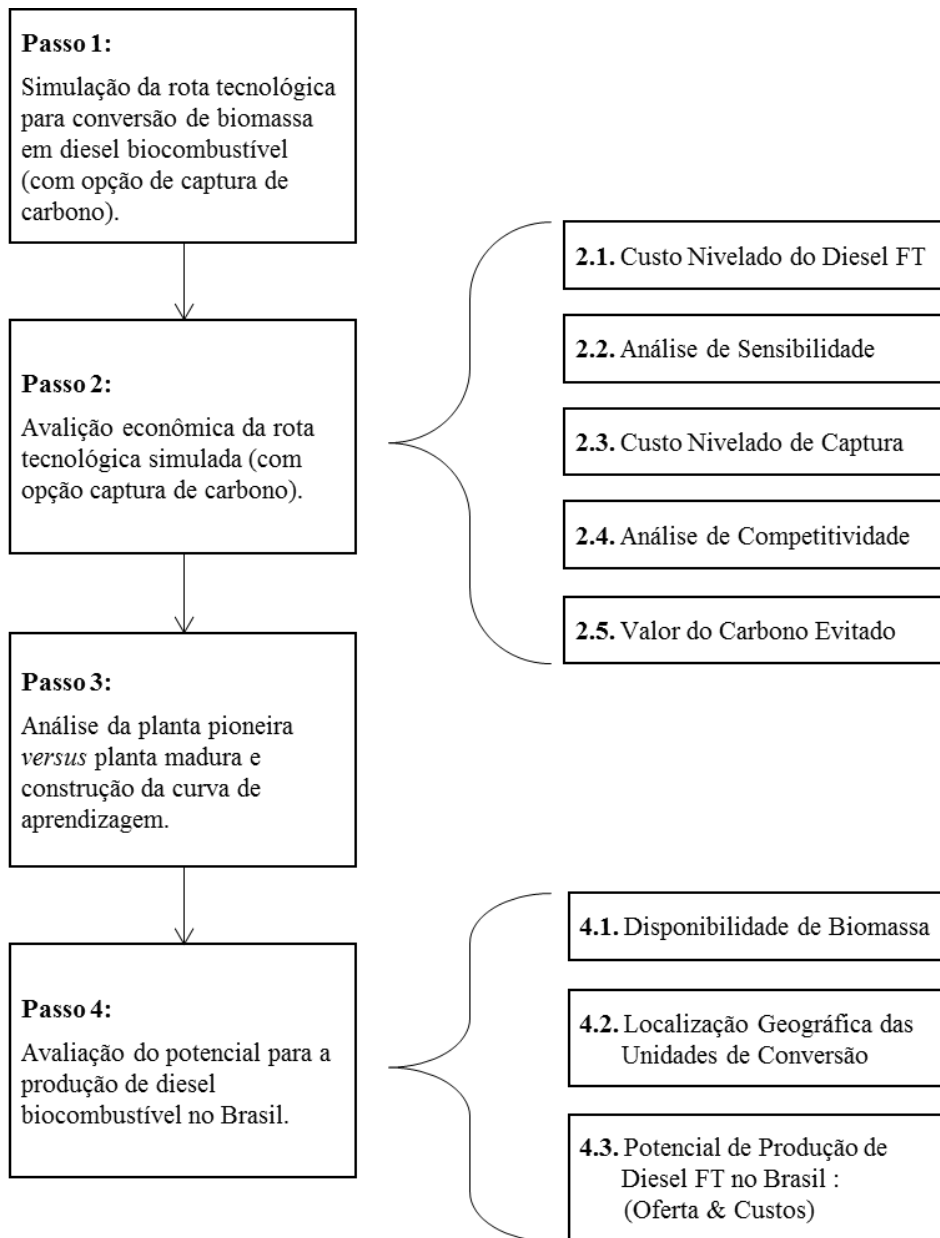 Passo 1:
Simulação da rota tecnológica
para conversão de biomassa
em diesel biocombustível
(com opção de captura de
carbono).
Passo 2:
Avalição econômica da rota
tecnológica simulada (com
opção captura de carbono).
2.1. Custo Nivelado do Diesel FT
2.2. Análise de Sensibilidade
2.3. Custo Nivelado de Captura
2.4. Análise de Competitividade
2.5. Valor do Carbono Evitado
Passo 3:
Análise da planta pioneira
versus planta madura e
construção da curva de
aprendizagem.
Passo 4:
Avaliação do potencial para a
produção de diesel
biocombustível no Brasil.
4.1. Disponibilidade de Biomassa
4.2. Localização Geográfica das
Unidades de Conversão
4.3. Potencial de Produção de
Diesel FT no Brasil :
(Oferta & Custos)